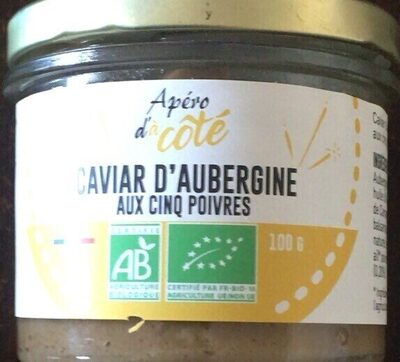 Apéro
d'à côté
CAVIAR D'AUBERGINE
AUX CINQ POIVRES
100 G
CERTIFIÉ
AB
AGRICULTURE
BIOLOGIQUE
CERTIFIÉ PAR FR-BIO-16
AGRICULTURE UE/NON UE